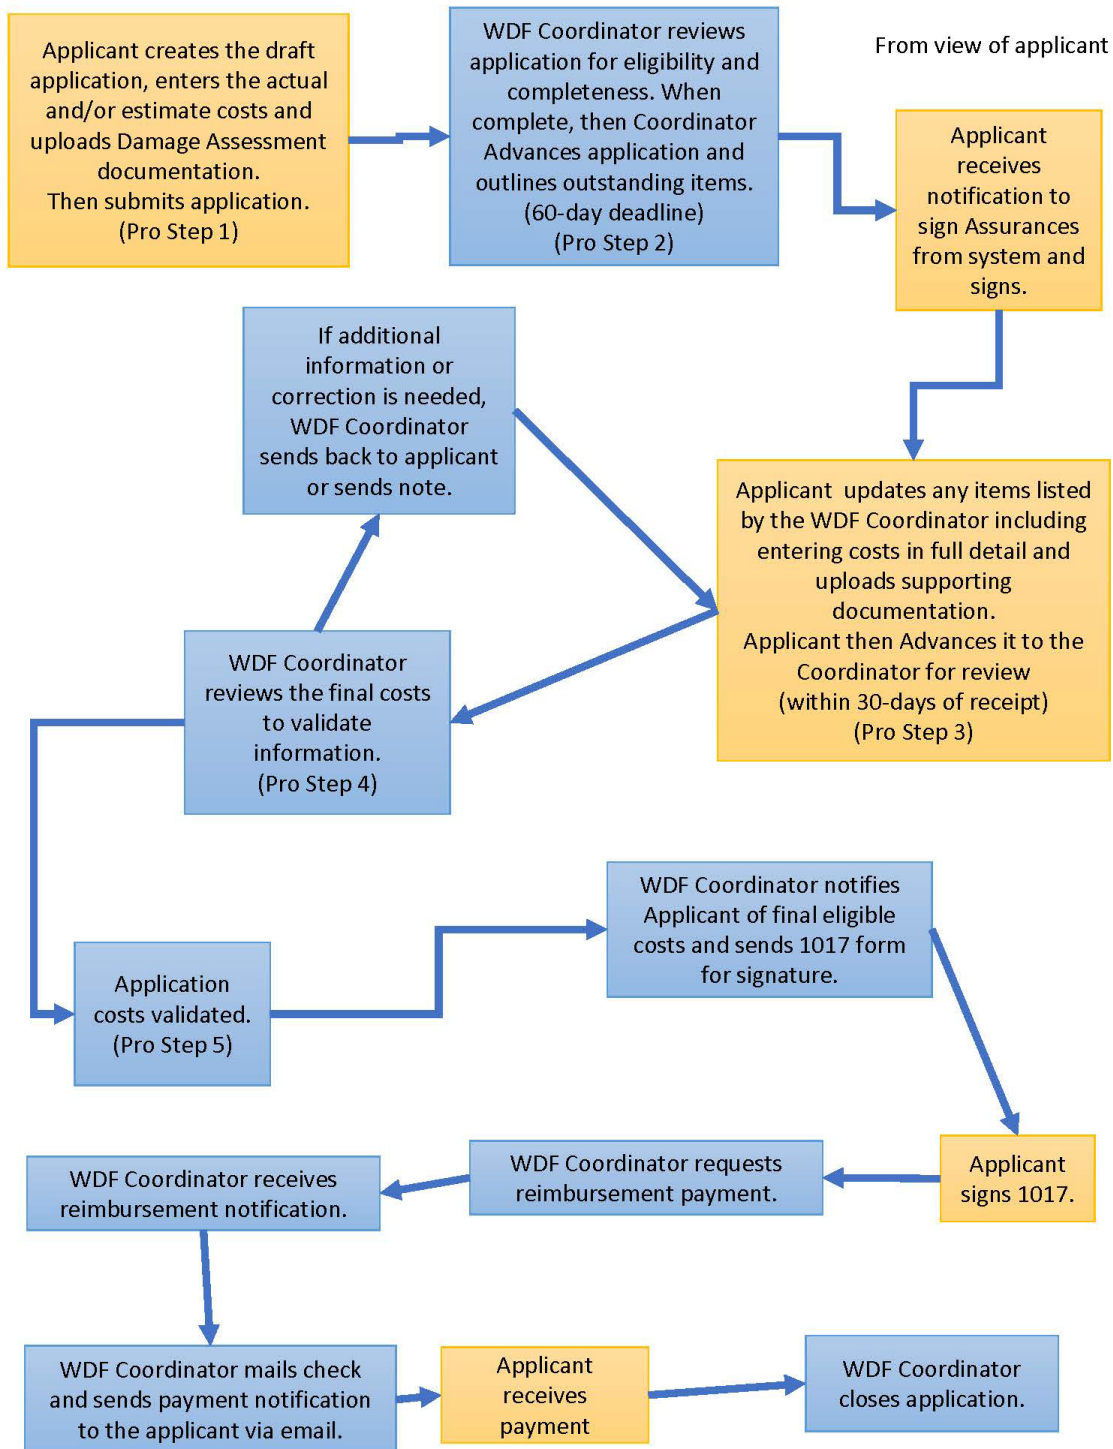 Applicant creates the draft
application, enters the actual
and/or estimate costs and
uploads Damage Assessment
documentation.
Then submits application.
(Pro Step 1)
WDF Coordinator reviews
application for eligibility and
completeness. When
complete, then Coordinator
Advances application and
outlines outstanding items.
(60-day deadline)
(Pro Step 2)
From view of applicant
Applicant
receives
notification to
sign Assurances
from system and
signs.
If additional
information or
correction is needed,
WDF Coordinator
sends back to applicant
or sends note.
Applicant updates any items listed
by the WDF Coordinator including
entering costs in full detail and
uploads supporting
documentation.
Applicant then Advances it to the
Coordinator for review
(within 30-days of receipt)
(Pro Step 3)
WDF Coordinator
reviews the final costs
to validate
information.
(Pro Step 4)
Application
costs validated.
(Pro Step 5)
WDF Coordinator notifies
Applicant of final eligible
costs and sends 1017 form
for signature.
Applicant
signs 1017.
WDF Coordinator requests
reimbursement payment.
WDF Coordinator receives
reimbursement notification.
WDF Coordinator mails check
and sends payment notification
to the applicant via email.
Applicant
receives
payment
WDF Coordinator
closes application.